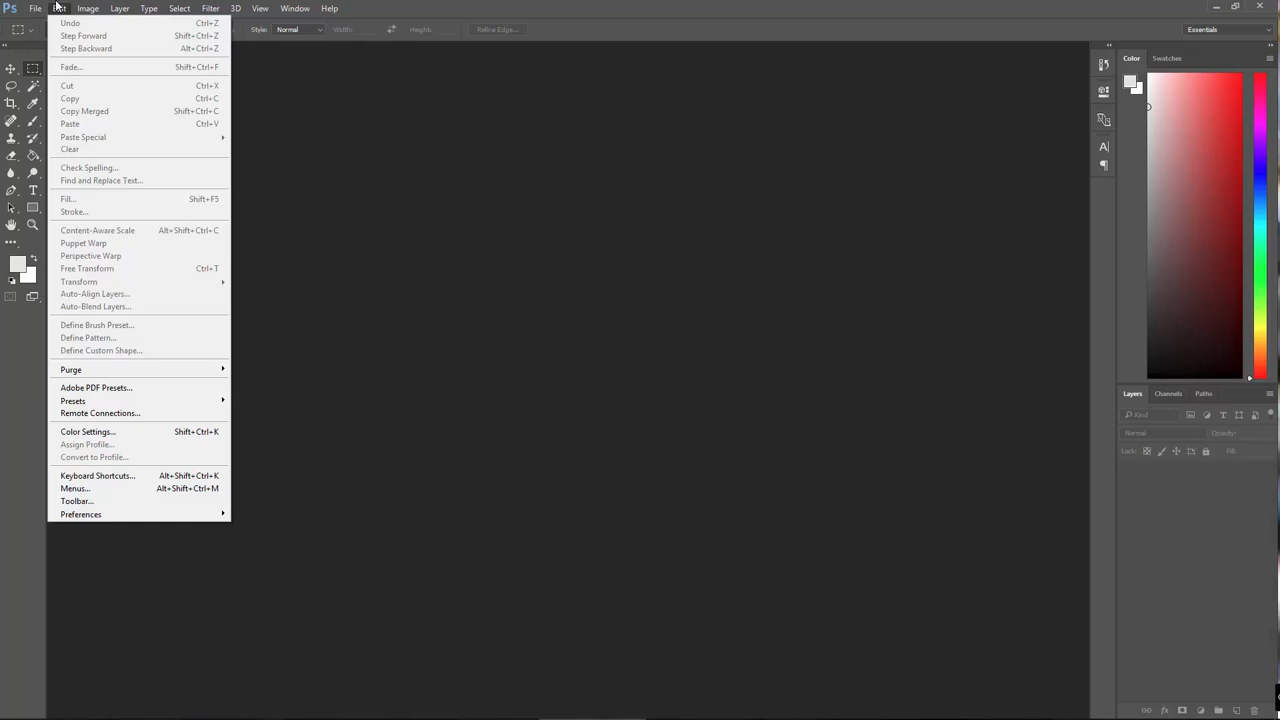 Ps File Edit Image Layer Type Select Filter 3D View Window Help
Style: Normal Width: Height: Refine Edge... Essentials
Undo Ctrl+Z
Step Forward Shift+Ctrl+Z
Step Backward Alt+Ctrl+Z
Fade... Shift+Ctrl+F
Cut Ctrl+X
Copy Ctrl+C
Copy Merged Shift+Ctrl+C
Paste Ctrl+V
Paste Special
Clear
Check Spelling...
Find and Replace Text...
Fill... Shift+F5
Stroke...
Content-Aware Scale Alt+Shift+Ctrl+C
Puppet Warp
Perspective Warp
Free Transform Ctrl+T
Transform
Auto-Align Layers...
Auto-Blend Layers...
Define Brush Preset...
Define Pattern...
Define Custom Shape...
Purge
Adobe PDF Presets...
Presets
Remote Connections...
Color Settings... Shift+Ctrl+K
Assign Profile...
Convert to Profile...
Keyboard Shortcuts... Alt+Shift+Ctrl+K
Menus... Alt+Shift+Ctrl+M
Toolbar...
Preferences
Color Swatches
Layers Channels Paths
Kind
Normal Opacity:
Lock: Fill: